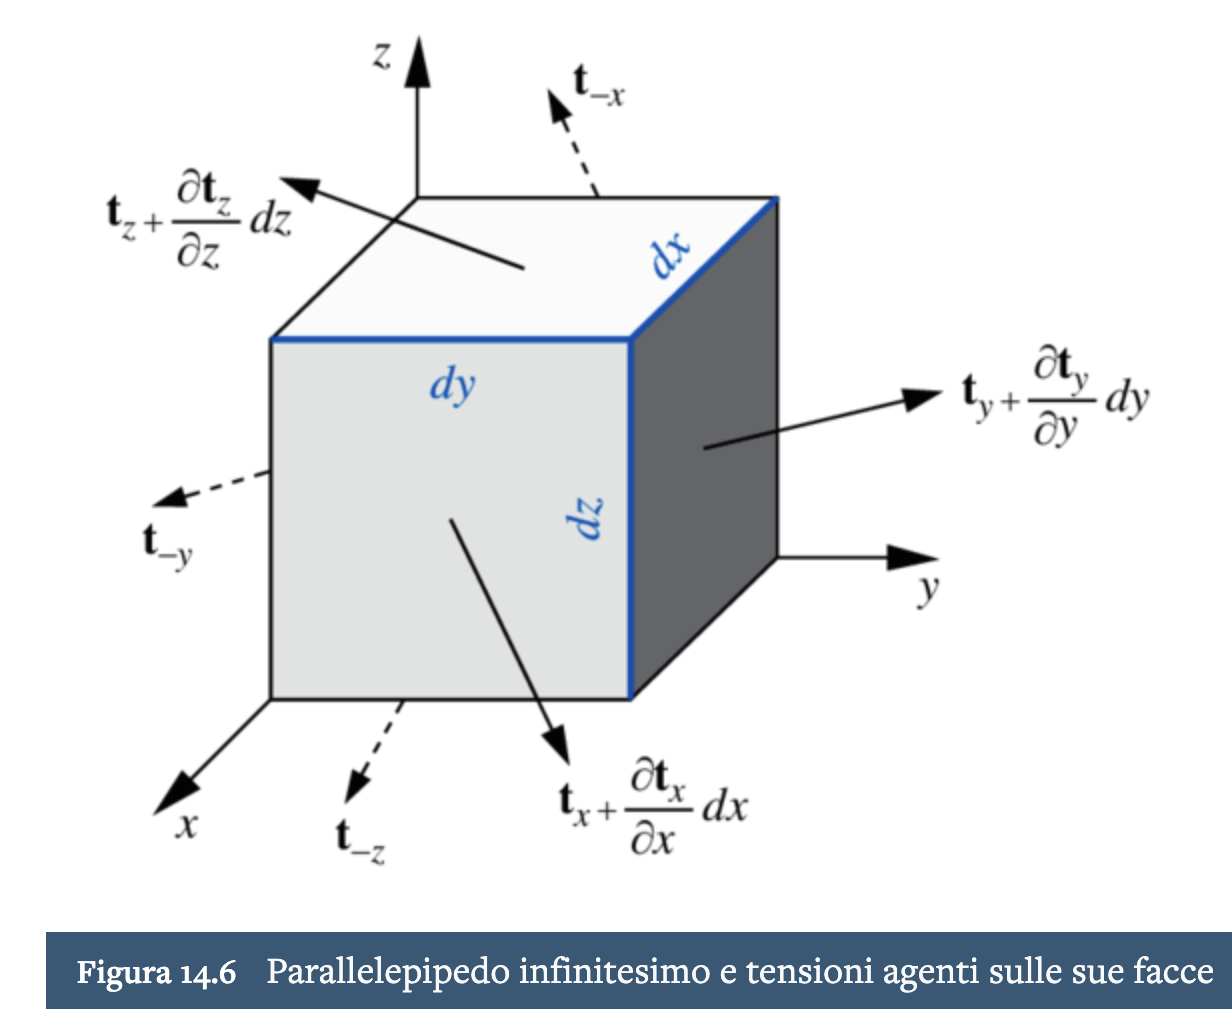 z
t₋ₓ
t_z + ∂t_z/∂z dz
dx
dy
t_y + ∂t_y/∂y dy
dz
t_−y
y
x
t_−z
t_x + ∂t_x/∂x dx
Figura 14.6 Parallelepipedo infinitesimo e tensioni agenti sulle sue facce